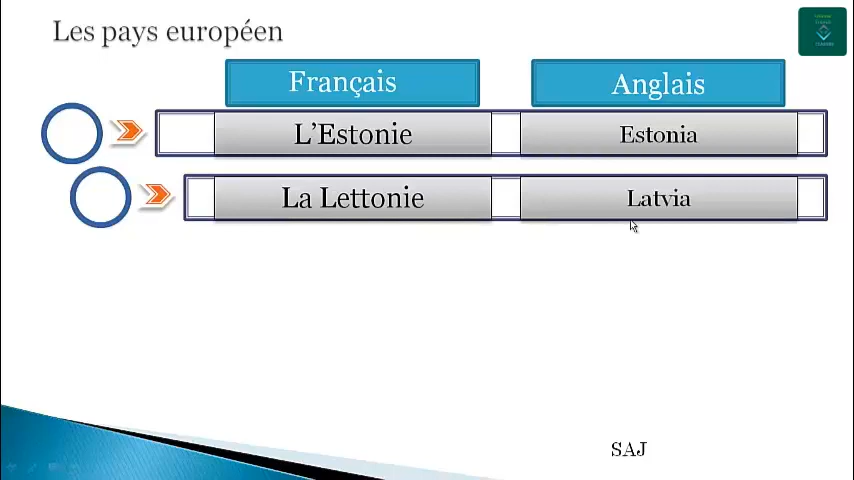 Les pays européen
Français Anglais
L'Estonie Estonia
La Lettonie Latvia
SAJ